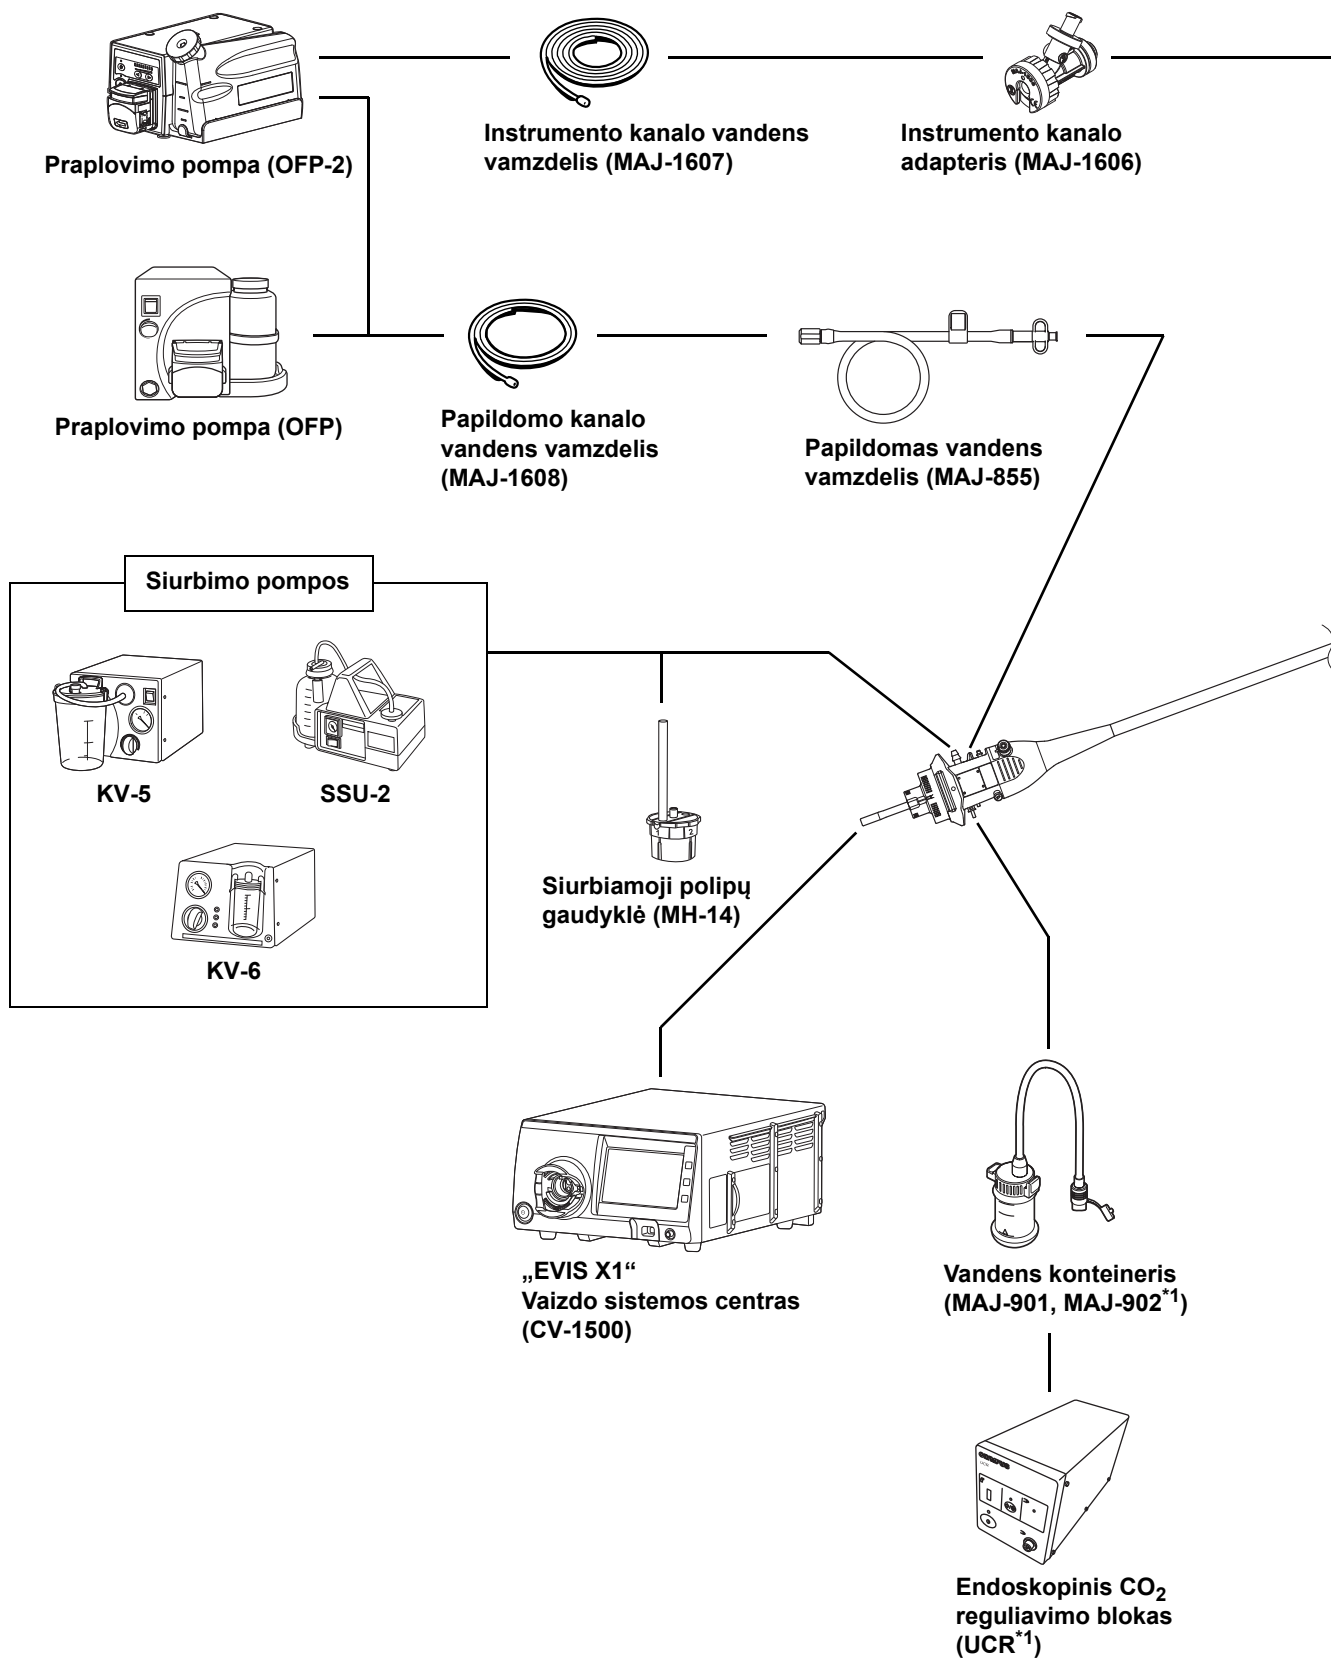 Praplovimo pompa (OFP-2)
Instrumento kanalo vandens
vamzdelis (MAJ-1607)
Instrumento kanalo
adapteris (MAJ-1606)
Praplovimo pompa (OFP)
Papildomo kanalo
vandens vamzdelis
(MAJ-1608)
Papildomas vandens
vamzdelis (MAJ-855)
Siurbimo pompos
KV-5
SSU-2
KV-6
Siurbiamoji polipų
gaudyklė (MH-14)
„EVIS X1“
Vaizdo sistemos centras
(CV-1500)
Vandens konteineris
(MAJ-901, MAJ-902*1)
Endoskopinis CO2
reguliavimo blokas
(UCR*1)